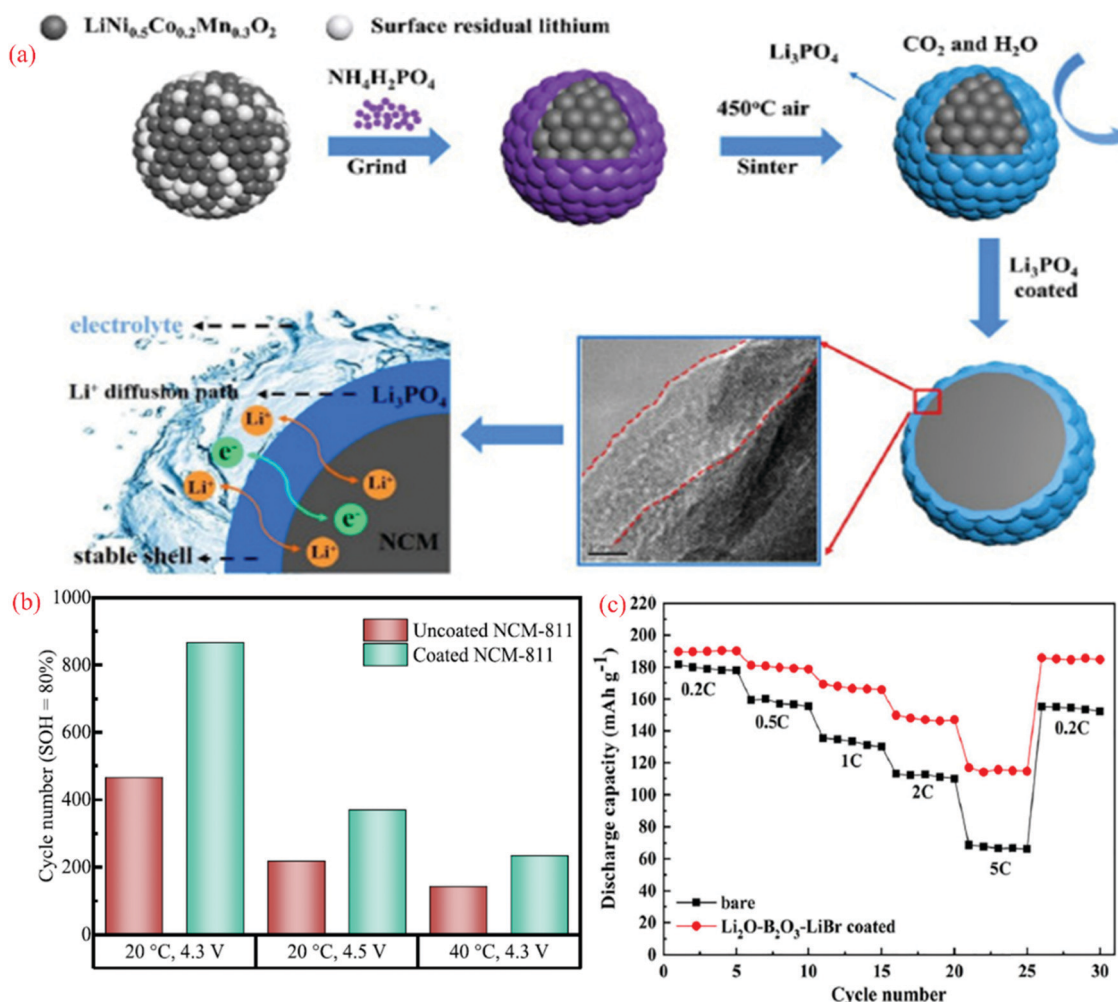 (a)
LiNi₀.₅Co₀.₂Mn₀.₃O₂
Surface residual lithium
NH₄H₂PO₄
Grind
450°C air
Sinter
Li₃PO₄
CO₂ and H₂O
Li₃PO₄
coated
electrolyte
Li⁺ diffusion path
Li₃PO₄
Li⁺
e⁻
Li⁺
Li⁺
e⁻
Li⁺
NCM
stable shell
(b)
Cycle number (SOH = 80%)
1000
800
600
400
200
0
Uncoated NCM-811
Coated NCM-811
20 °C, 4.3 V
20 °C, 4.5 V
40 °C, 4.3 V
(c)
Discharge capacity (mAh g⁻¹)
220
200
180
160
140
120
100
80
60
40
20
0
0.2C
0.5C
1C
2C
5C
0.2C
bare
Li₂O-B₂O₃-LiBr coated
0
5
10
15
20
25
30
Cycle number